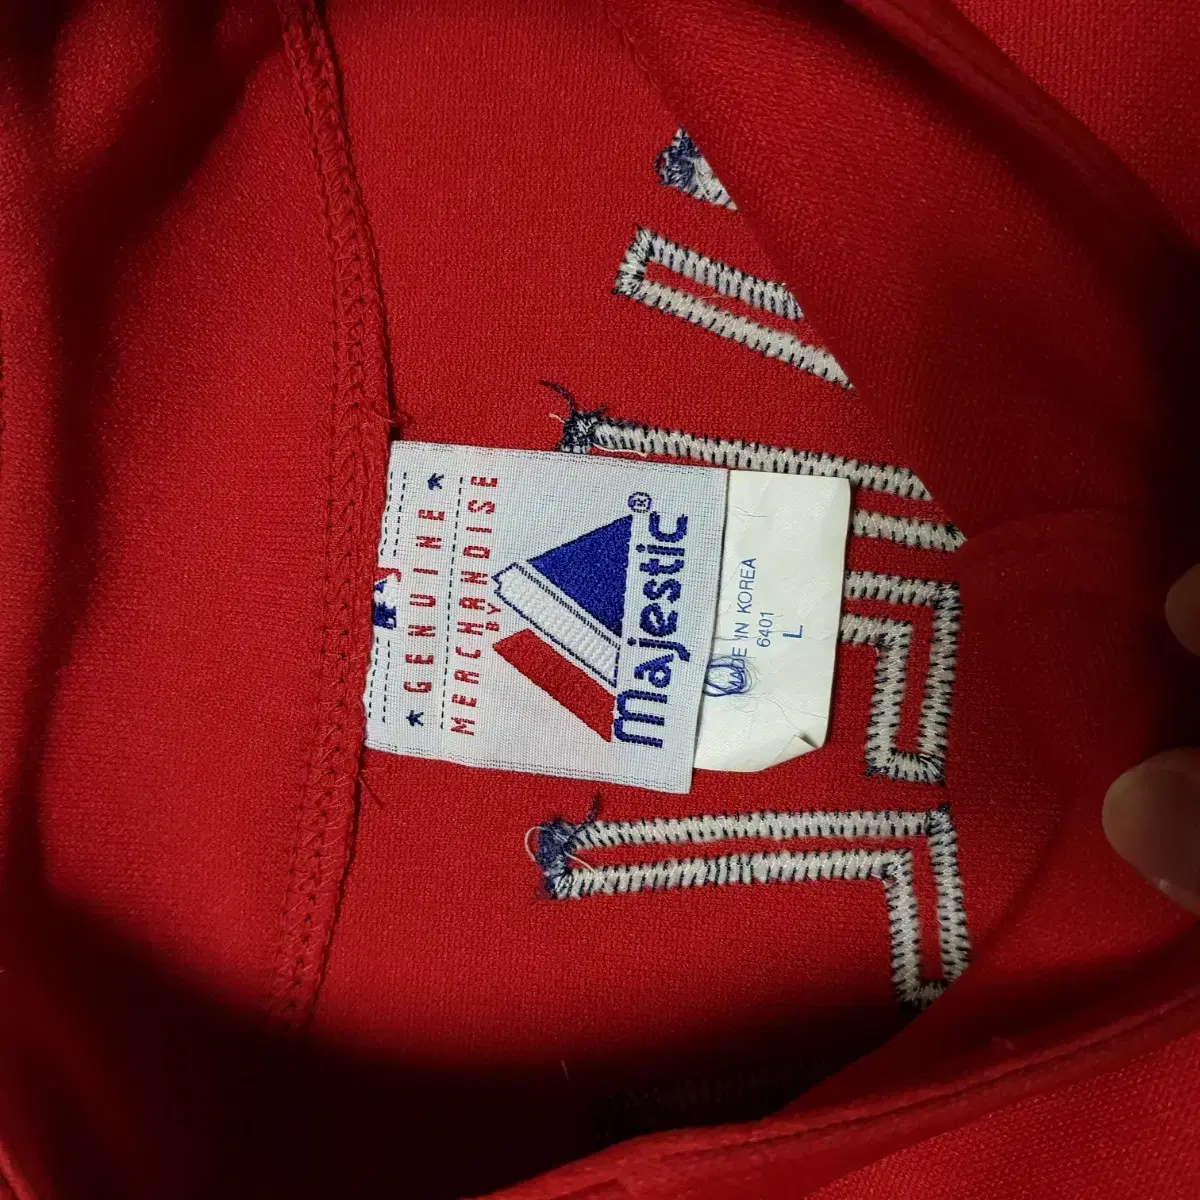 GENUINE
MERCHANDISE
BY
Majestic®
MADE IN KOREA
6401
L